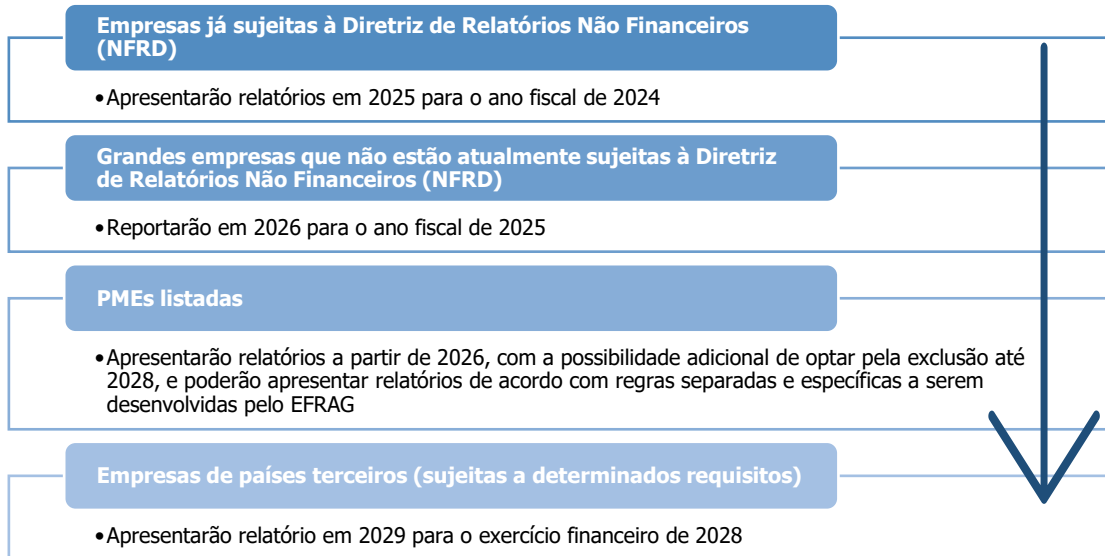 Empresas já sujeitas à Diretriz de Relatórios Não Financeiros
(NFRD)
•Apresentarão relatórios em 2025 para o ano fiscal de 2024
Grandes empresas que não estão atualmente sujeitas à Diretriz
de Relatórios Não Financeiros (NFRD)
•Reportarão em 2026 para o ano fiscal de 2025
PMEs listadas
•Apresentarão relatórios a partir de 2026, com a possibilidade adicional de optar pela exclusão até
2028, e poderão apresentar relatórios de acordo com regras separadas e específicas a serem
desenvolvidas pelo EFRAG
Empresas de países terceiros (sujeitas a determinados requisitos)
•Apresentarão relatório em 2029 para o exercício financeiro de 2028